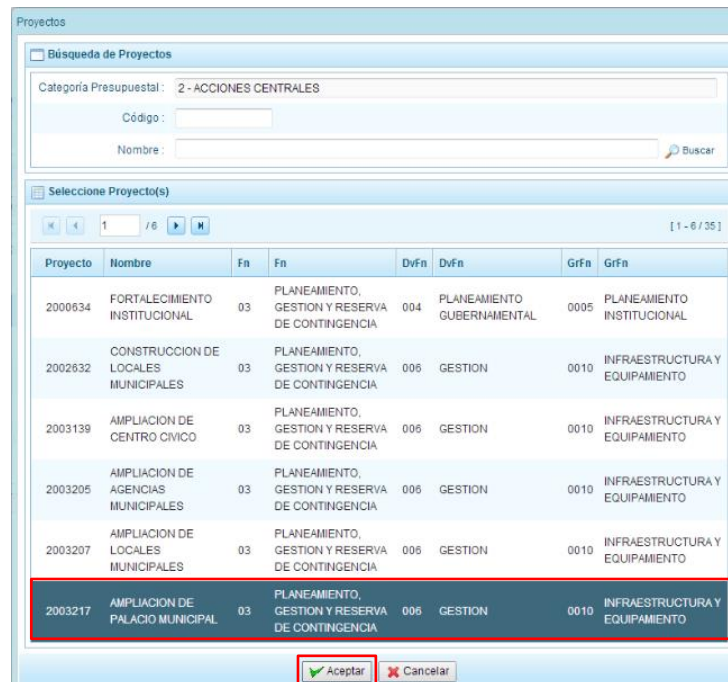 Proyectos
Búsqueda de Proyectos
Categoría Presupuestal : 2 - ACCIONES CENTRALES
Código :
Nombre : Buscar
Seleccione Proyecto(s)
1 / 6 [ 1 - 6 / 35 ]
Proyecto Nombre Fn Fn DvFn DvFn GrFn GrFn
2000634 FORTALECIMIENTO INSTITUCIONAL 03 PLANEAMIENTO, GESTION Y RESERVA DE CONTINGENCIA 004 PLANEAMIENTO GUBERNAMENTAL 0005 PLANEAMIENTO INSTITUCIONAL
2002632 CONSTRUCCION DE LOCALES MUNICIPALES 03 PLANEAMIENTO, GESTION Y RESERVA DE CONTINGENCIA 006 GESTION 0010 INFRAESTRUCTURA Y EQUIPAMIENTO
2003139 AMPLIACION DE CENTRO CIVICO 03 PLANEAMIENTO, GESTION Y RESERVA DE CONTINGENCIA 006 GESTION 0010 INFRAESTRUCTURA Y EQUIPAMIENTO
2003205 AMPLIACION DE AGENCIAS MUNICIPALES 03 PLANEAMIENTO, GESTION Y RESERVA DE CONTINGENCIA 006 GESTION 0010 INFRAESTRUCTURA Y EQUIPAMIENTO
2003207 AMPLIACION DE LOCALES MUNICIPALES 03 PLANEAMIENTO, GESTION Y RESERVA DE CONTINGENCIA 006 GESTION 0010 INFRAESTRUCTURA Y EQUIPAMIENTO
2003217 AMPLIACION DE PALACIO MUNICIPAL 03 PLANEAMIENTO, GESTION Y RESERVA DE CONTINGENCIA 006 GESTION 0010 INFRAESTRUCTURA Y EQUIPAMIENTO
Aceptar Cancelar